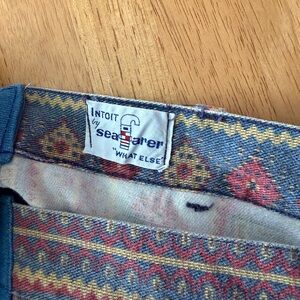 INTOIT
by
seafarer
"WHAT ELSE"